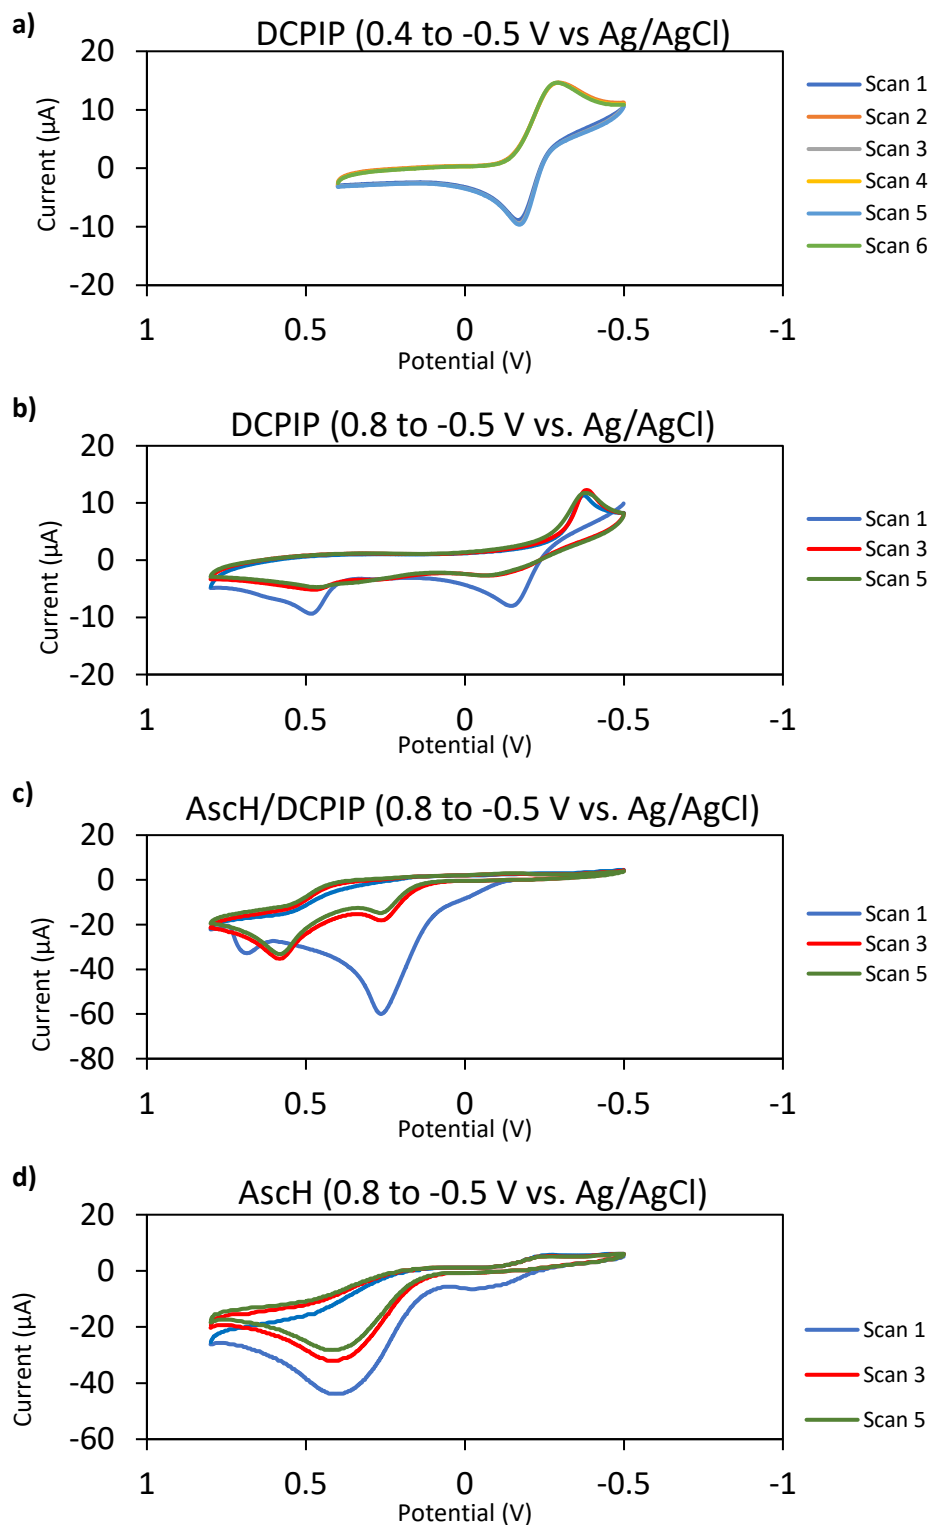 a)
DCPIP (0.4 to -0.5 V vs Ag/AgCl)
20
10
0
-10
-20
Current (µA)
1
0.5
0
-0.5
-1
Potential (V)
Scan 1
Scan 2
Scan 3
Scan 4
Scan 5
Scan 6
b)
DCPIP (0.8 to -0.5 V vs. Ag/AgCl)
20
10
0
-10
-20
Current (µA)
1
0.5
0
-0.5
-1
Potential (V)
Scan 1
Scan 3
Scan 5
c)
AscH/DCPIP (0.8 to -0.5 V vs. Ag/AgCl)
20
0
-20
-40
-60
-80
Current (µA)
1
0.5
0
-0.5
-1
Potential (V)
Scan 1
Scan 3
Scan 5
d)
AscH (0.8 to -0.5 V vs. Ag/AgCl)
20
0
-20
-40
-60
Current (µA)
1
0.5
0
-0.5
-1
Potential (V)
Scan 1
Scan 3
Scan 5